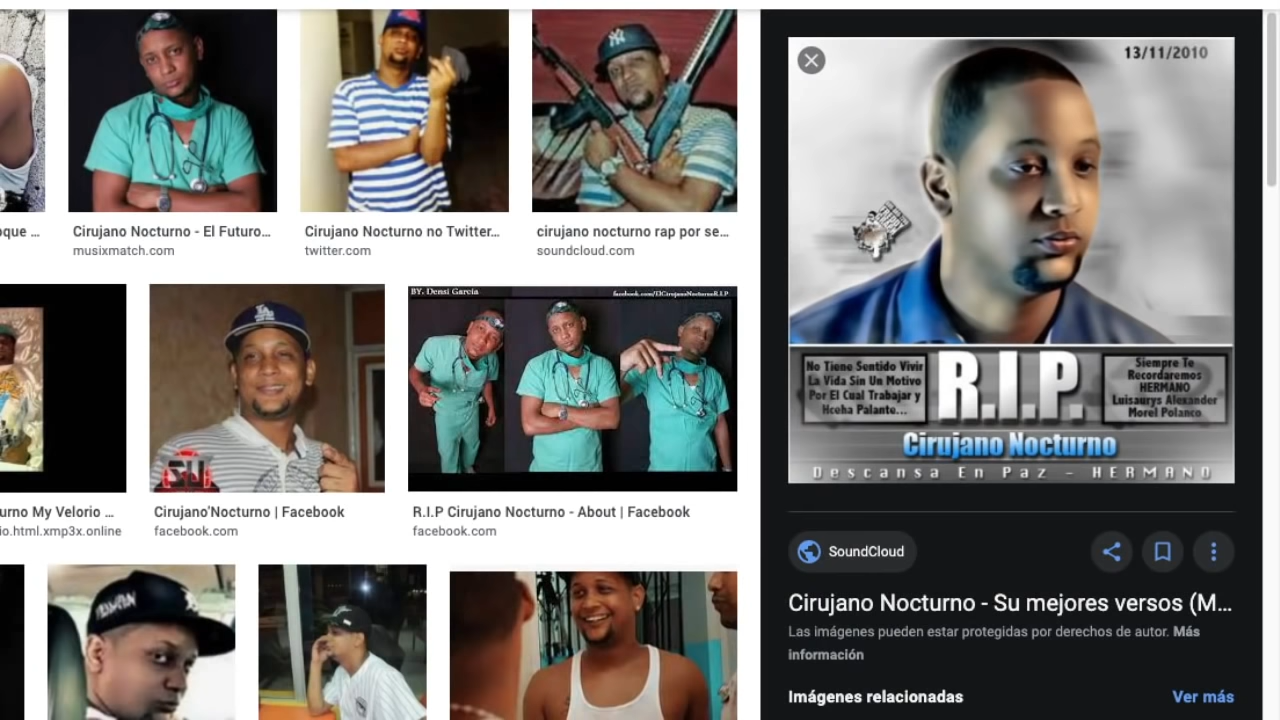 oque ...
Cirujano Nocturno - El Futuro...
musixmatch.com
Cirujano Nocturno no Twitter...
twitter.com
cirujano nocturno rap por se...
soundcloud.com
BY. Densi García
facebook.com/ElCirujanoNocturnoR.I.P
LA
SU
urno My Velorio ...
io.html.xmp3x.online
Cirujano'Nocturno | Facebook
facebook.com
R.I.P Cirujano Nocturno - About | Facebook
facebook.com
13/11/2010
No Tiene Sentido Vivir
La Vida Sin Un Motivo
Por El Cual Trabajar y
Hceha Palante...
R.I.P.
Siempre Te
Recordaremos
HERMANO
Luisaurys Alexander
Morel Polanco
Cirujano Nocturno
Descansa En Paz - HERMANO
SoundCloud
Cirujano Nocturno - Su mejores versos (M...
Las imágenes pueden estar protegidas por derechos de autor. Más
información
Imágenes relacionadas
Ver más